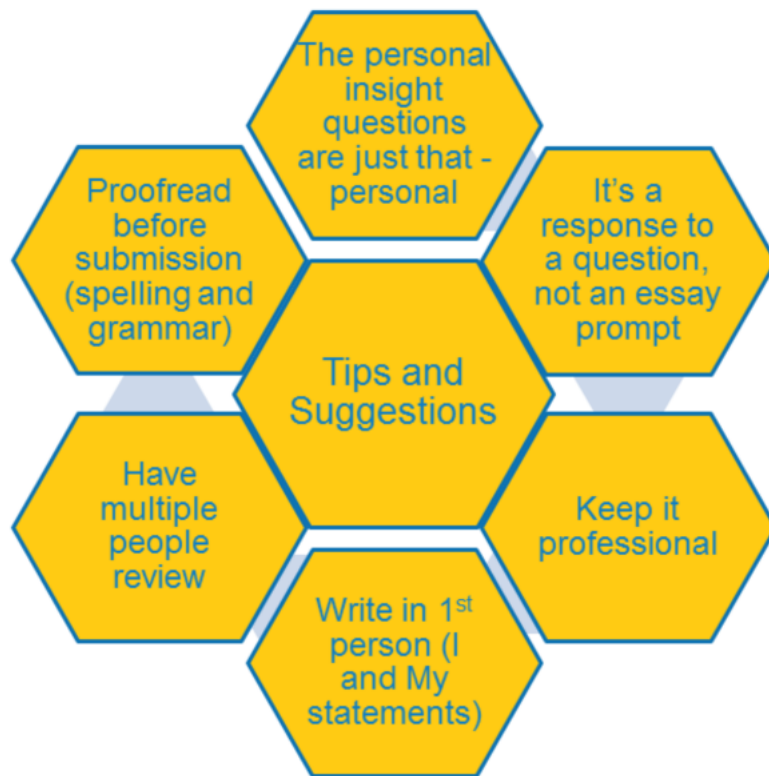 The personal
insight
questions
are just that -
personal
It's a
response to
a question,
not an essay
prompt
Keep it
professional
Write in 1st
person (I
and My
statements)
Have
multiple
people
review
Proofread
before
submission
(spelling and
grammar)
Tips and
Suggestions